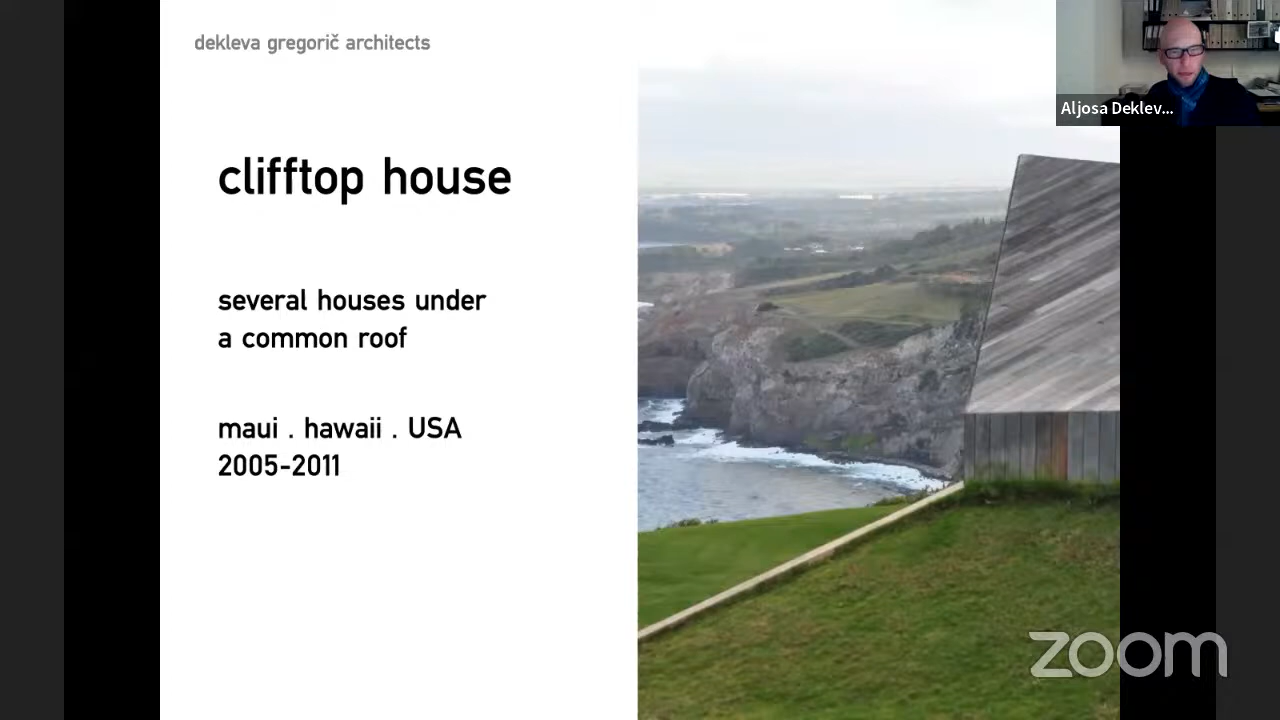 dekleva gregorič architects
Aljosa Deklev...
clifftop house
several houses under
a common roof
maui . hawaii . USA
2005-2011
zoom